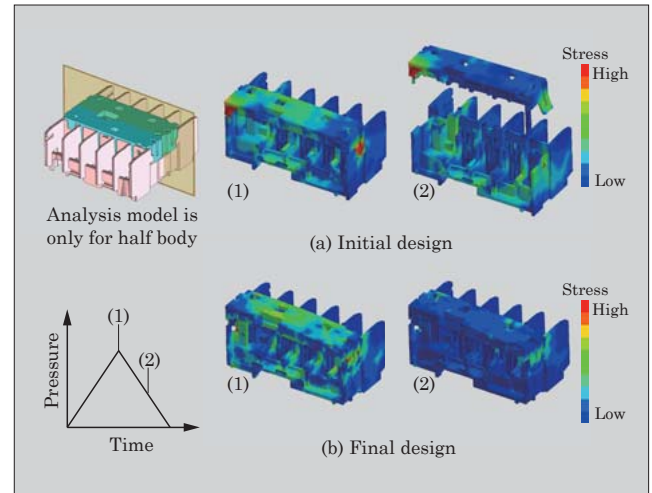 Analysis model is
only for half body
(1)
(2)
Stress
High
Low
(a) Initial design
Pressure
(1)
(2)
Time
(1)
(2)
Stress
High
Low
(b) Final design